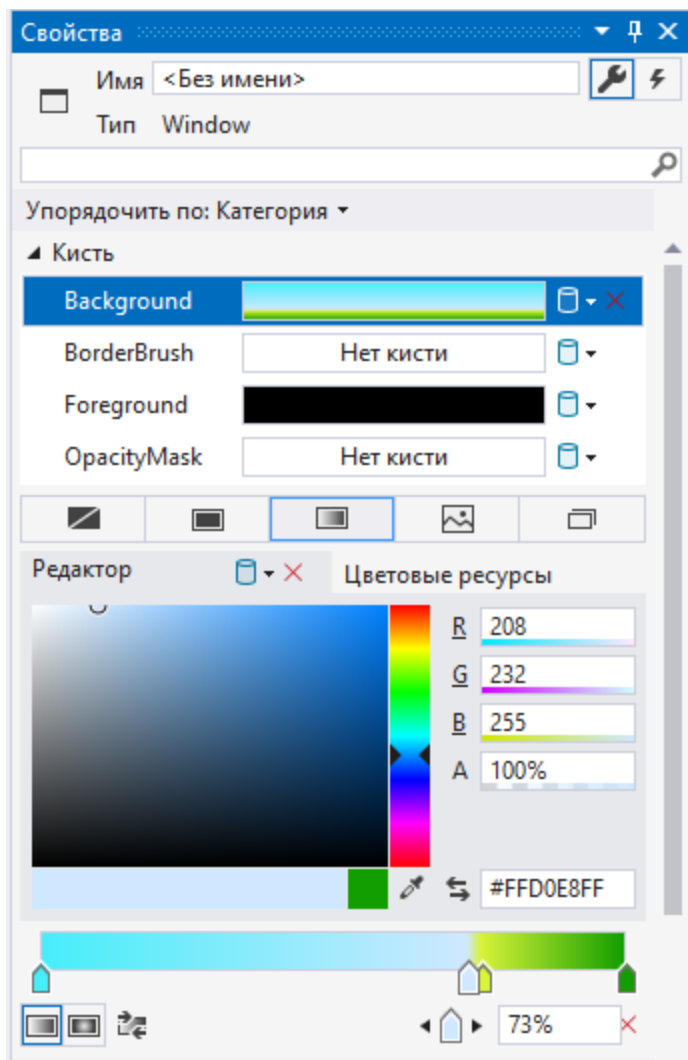 Свойства
Имя <Без имени>
Тип Window
Упорядочить по: Категория
Кисть
Background
BorderBrush Нет кисти
Foreground
OpacityMask Нет кисти
Редактор Цветовые ресурсы
R 208
G 232
B 255
A 100%
#FFD0E8FF
73%